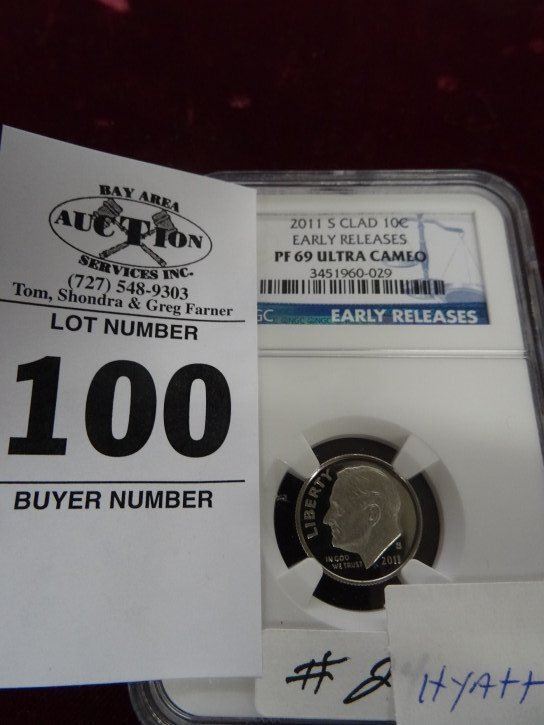 BAY AREA
AUCTION
SERVICES INC.
(727) 548-9303
Tom, Shondra & Greg Farner
LOT NUMBER
100
BUYER NUMBER
2011 S CLAD 10C
EARLY RELEASES
PF 69 ULTRA CAMEO
3451960-029
EARLY RELEASES
LIBERTY
IN GOD
WE TRUST
S
2011
#
HYATT